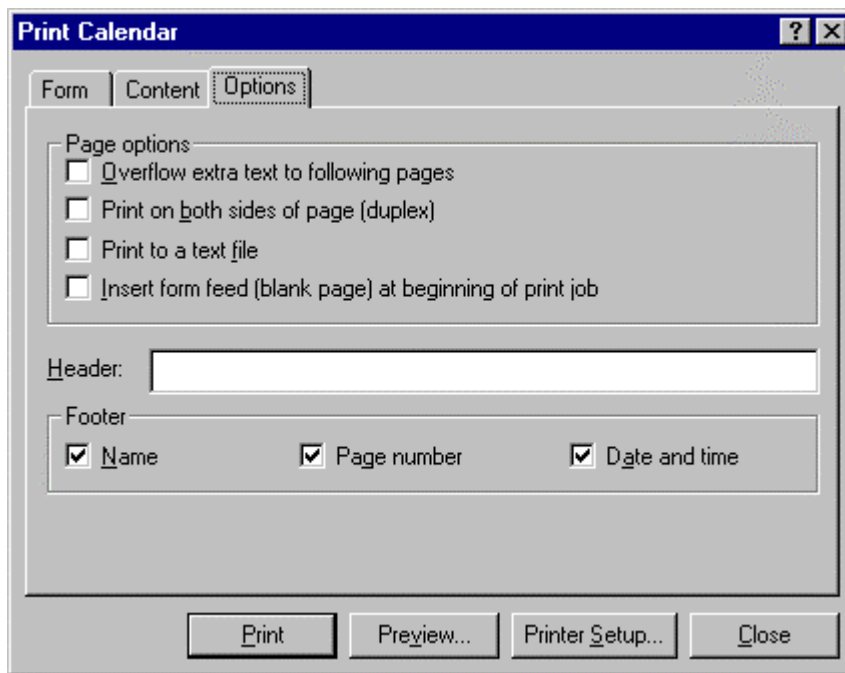 Print Calendar
Form Content Options
Page options
Overflow extra text to following pages
Print on both sides of page (duplex)
Print to a text file
Insert form feed (blank page) at beginning of print job
Header:
Footer
Name Page number Date and time
Print Preview... Printer Setup... Close